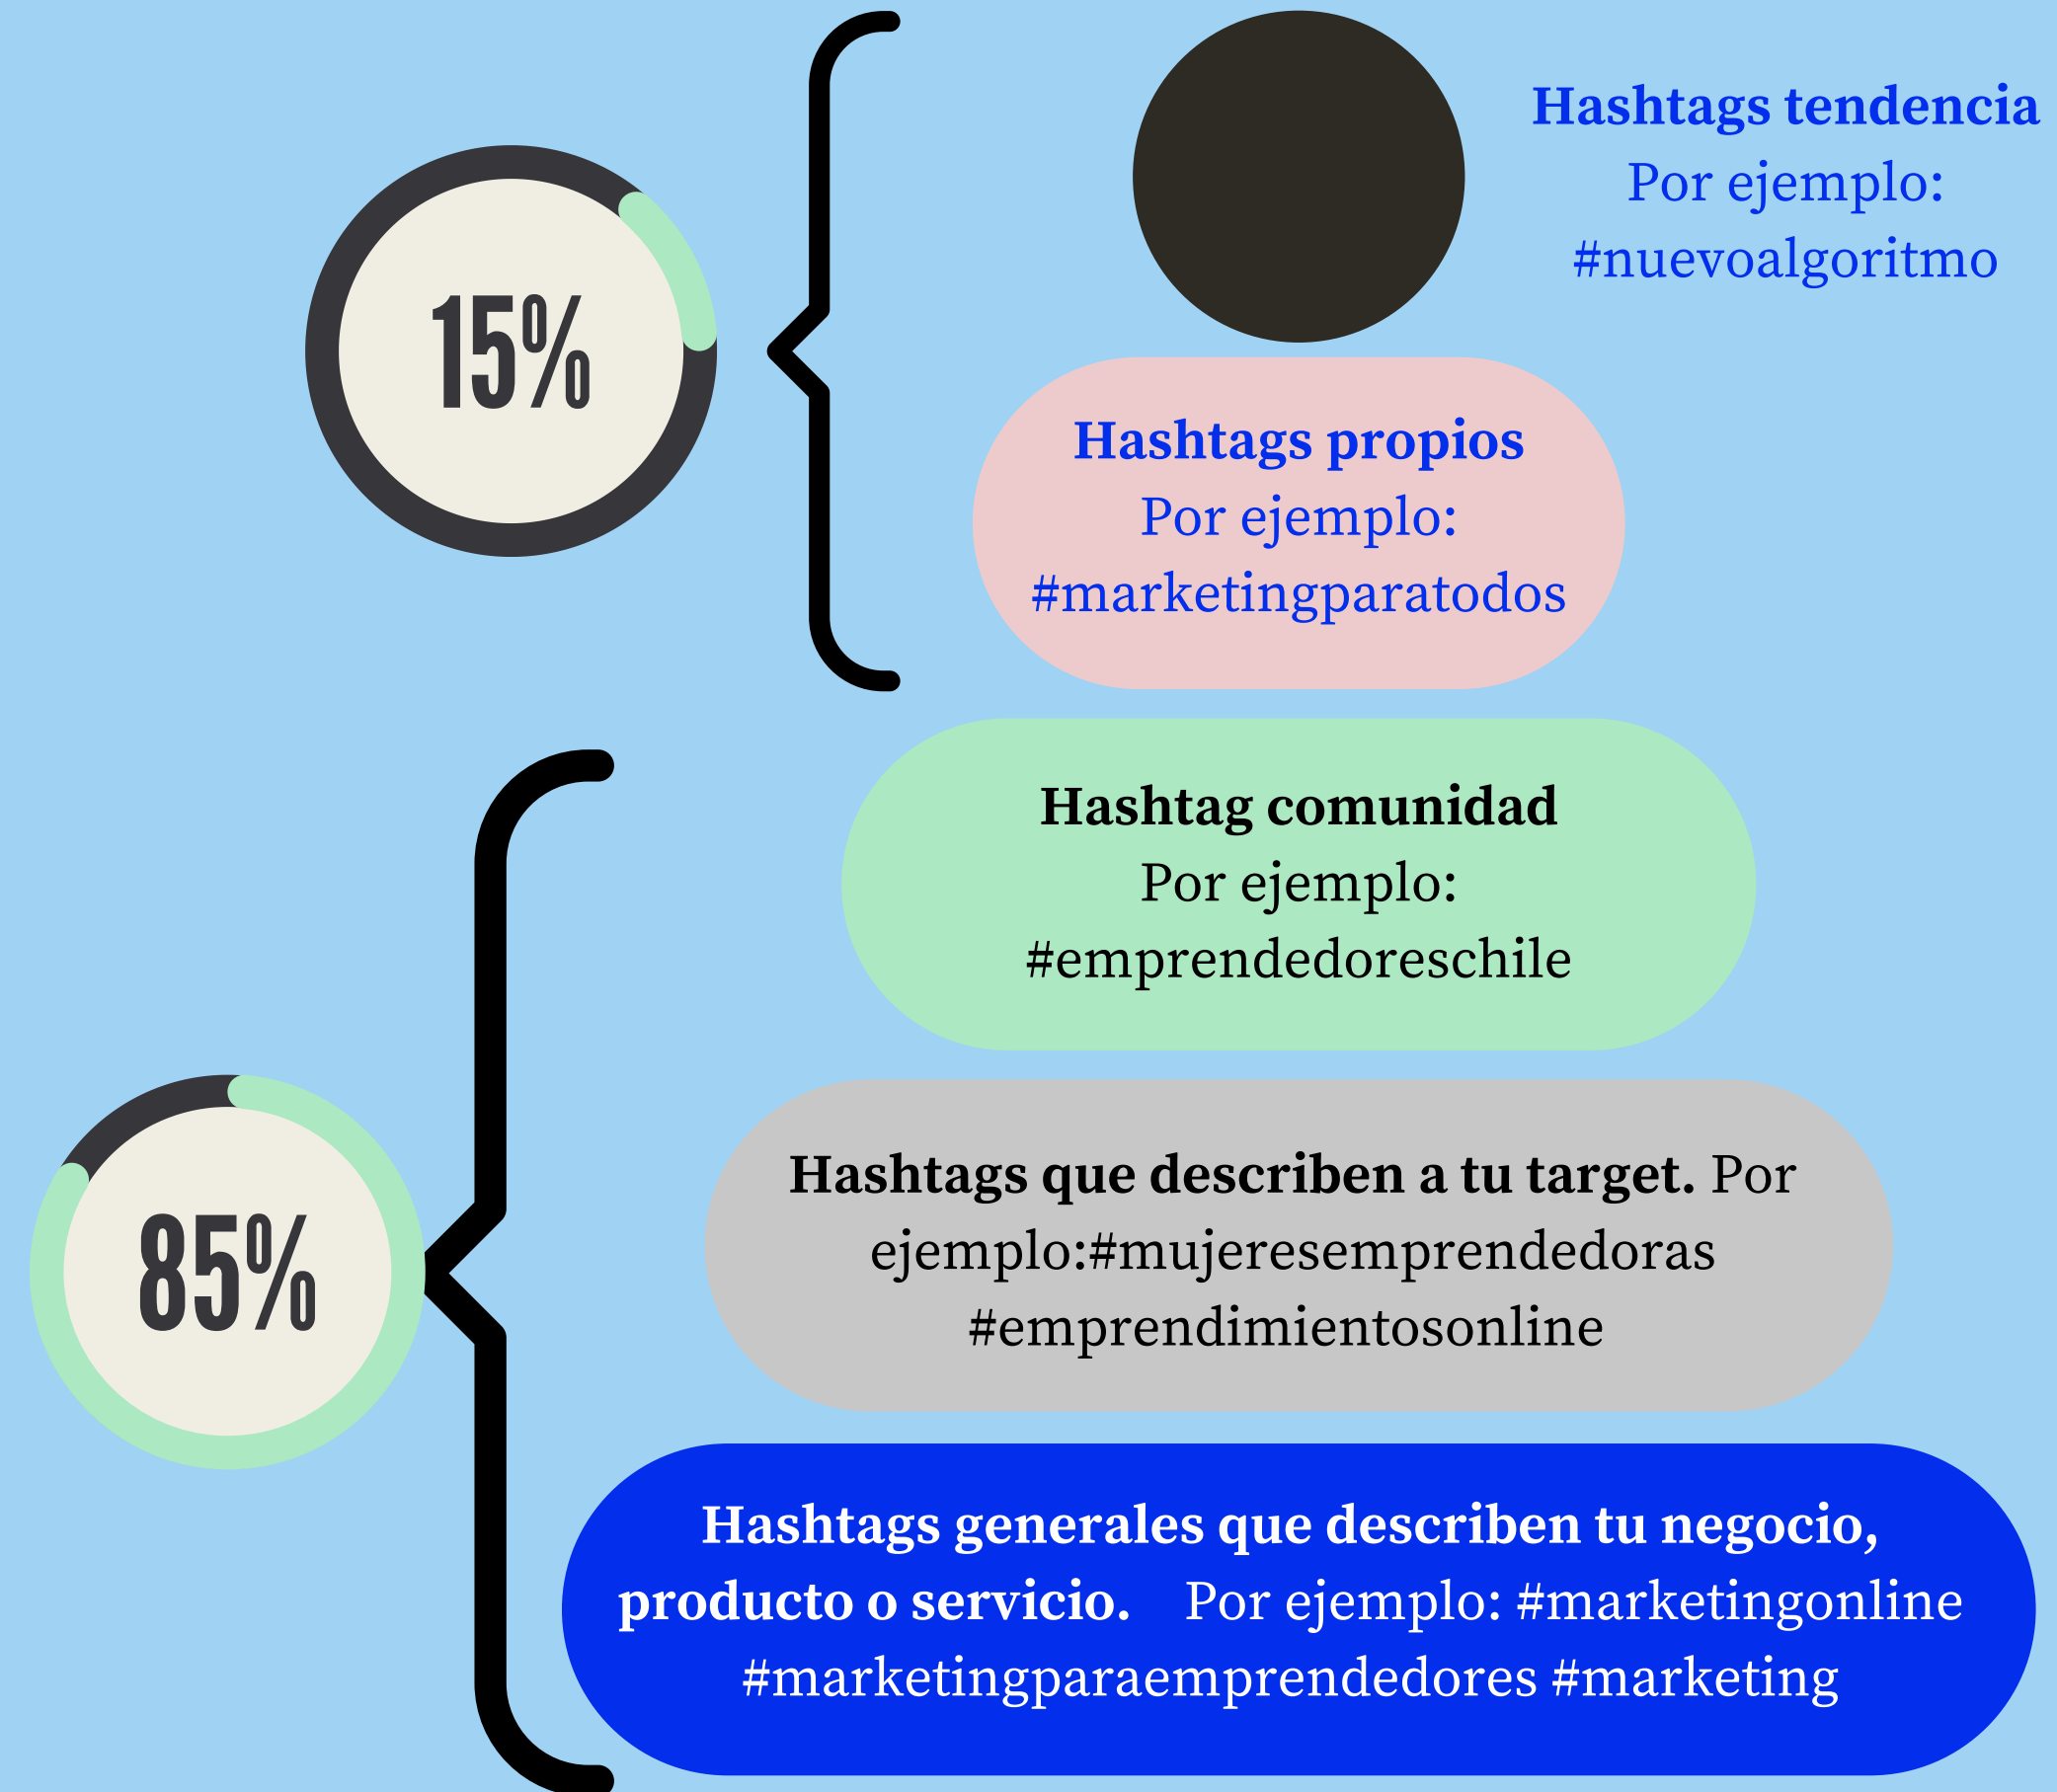 15%
Hashtags tendencia
Por ejemplo:
#nuevoalgoritmo
Hashtags propios
Por ejemplo:
#marketingparatodos
Hashtag comunidad
Por ejemplo:
#emprendedoreschile
85%
Hashtags que describen a tu target. Por
ejemplo:#mujeresemprendedoras
#emprendimientosonline
Hashtags generales que describen tu negocio,
producto o servicio. Por ejemplo: #marketingonline
#marketingparaemprendedores #marketing